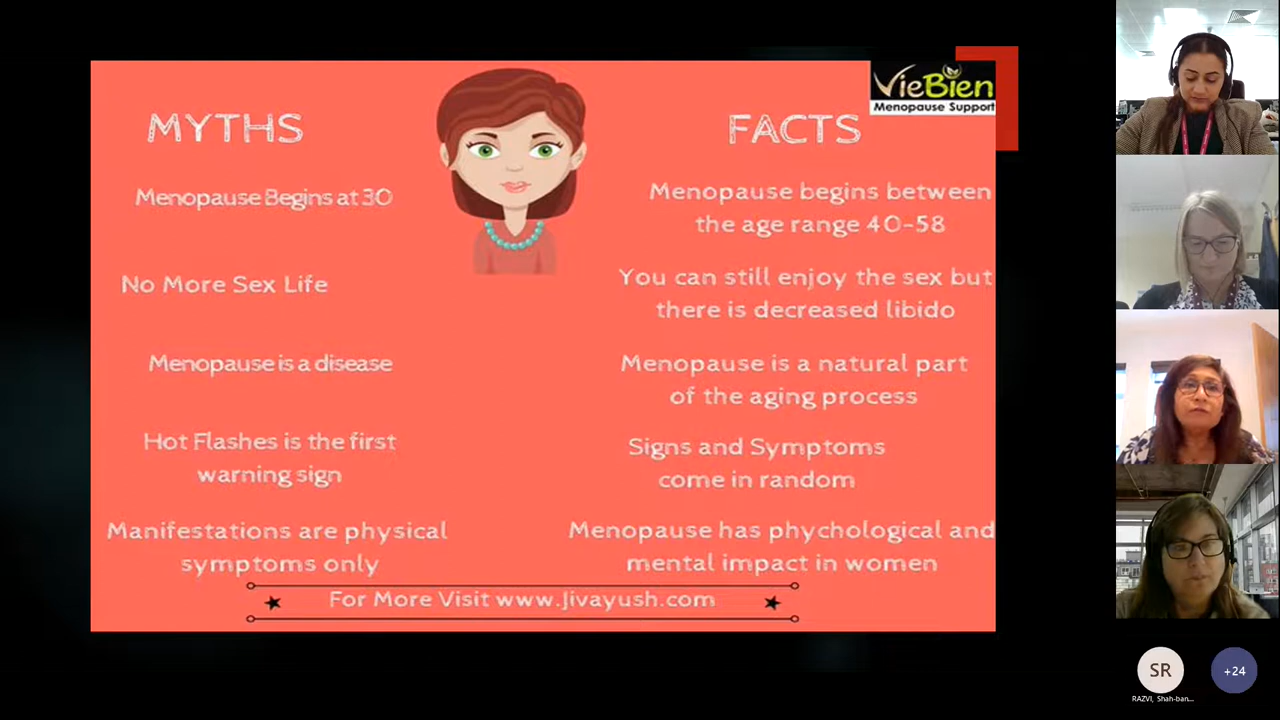 VieBien
Menopause Support
MYTHS
FACTS
Menopause Begins at 30
Menopause begins between
the age range 40-58
No More Sex Life
You can still enjoy the sex but
there is decreased libido
Menopause is a disease
Menopause is a natural part
of the aging process
Hot Flashes is the first
warning sign
Signs and Symptoms
come in random
Manifestations are physical
symptoms only
Menopause has phychological and
mental impact in women
For More Visit www.Jivayush.com
SR
+24
RAZVI, Shah-ban...